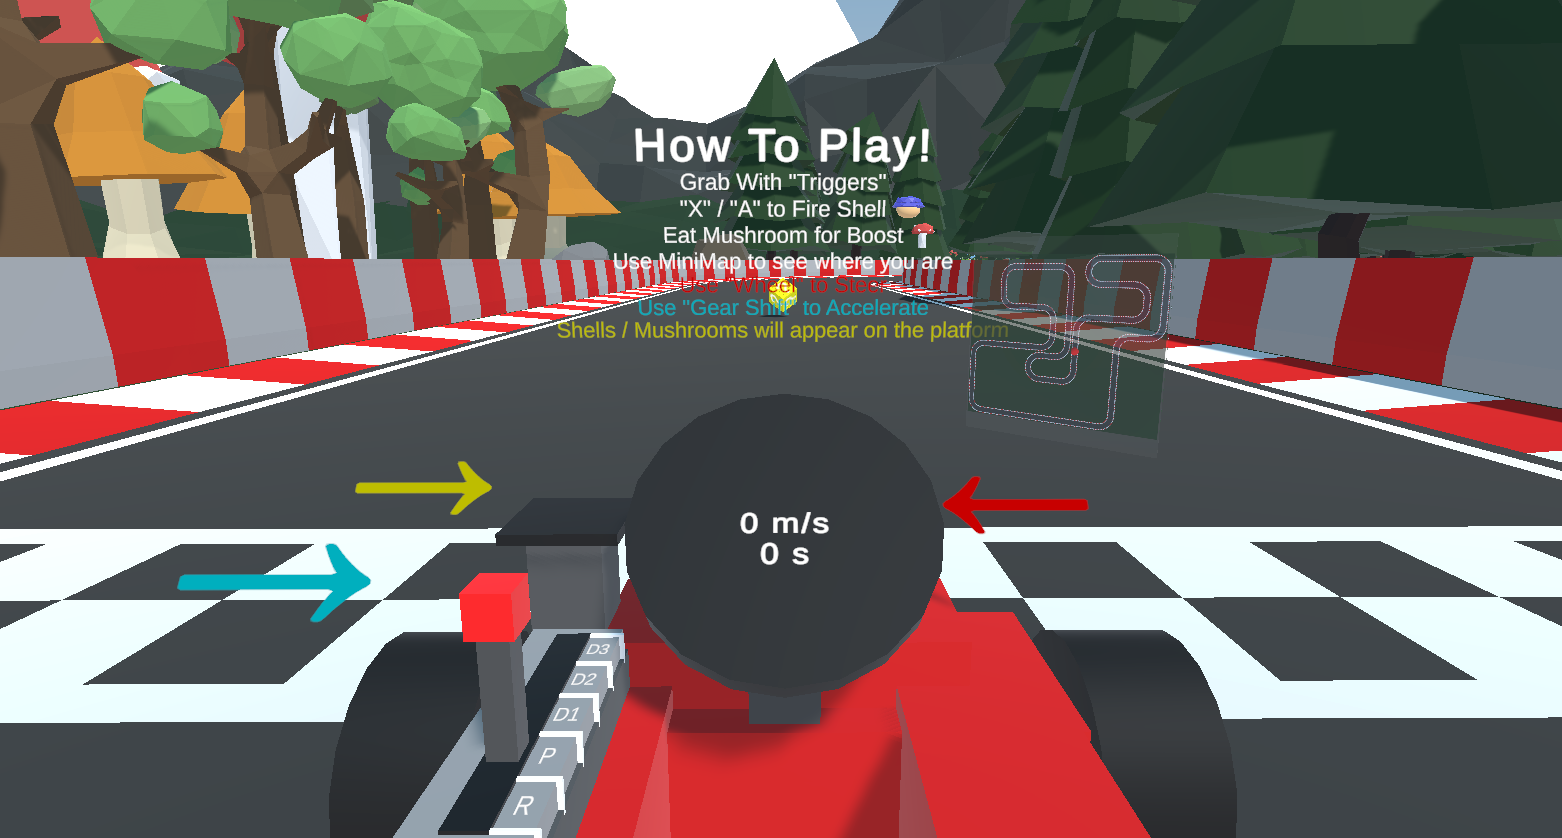 How To Play!
Grab With "Triggers"
"X" / "A" to Fire Shell
Eat Mushroom for Boost
Use MiniMap to see where you are
Use "Wheel" To Steer
Use "Gear Shift" to Accelerate
Shells / Mushrooms will appear on the platform
0 m/s
0 s
D3
D2
D1
P
R